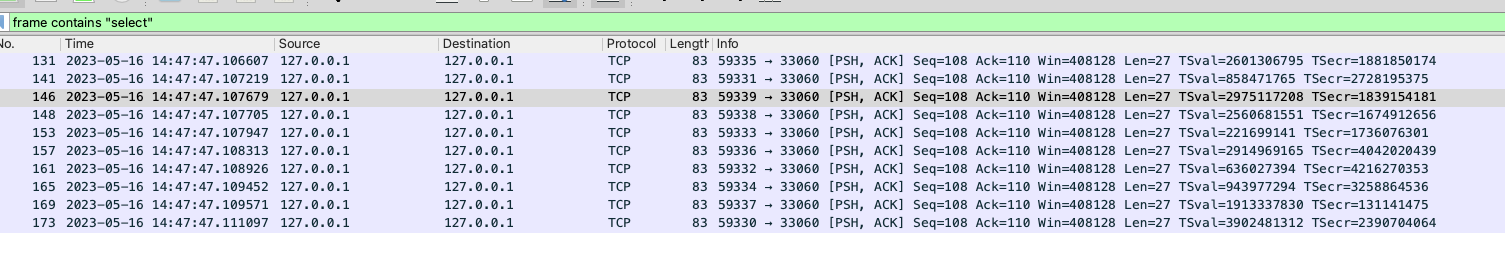 frame contains "select"
No. Time Source Destination Protocol Length Info
131 2023-05-16 14:47:47.106607 127.0.0.1 127.0.0.1 TCP 83 59335 → 33060 [PSH, ACK] Seq=108 Ack=110 Win=408128 Len=27 TSval=2601306795 TSecr=1881850174
141 2023-05-16 14:47:47.107219 127.0.0.1 127.0.0.1 TCP 83 59331 → 33060 [PSH, ACK] Seq=108 Ack=110 Win=408128 Len=27 TSval=858471765 TSecr=2728195375
146 2023-05-16 14:47:47.107679 127.0.0.1 127.0.0.1 TCP 83 59339 → 33060 [PSH, ACK] Seq=108 Ack=110 Win=408128 Len=27 TSval=2975117208 TSecr=1839154181
148 2023-05-16 14:47:47.107705 127.0.0.1 127.0.0.1 TCP 83 59338 → 33060 [PSH, ACK] Seq=108 Ack=110 Win=408128 Len=27 TSval=2560681551 TSecr=1674912656
153 2023-05-16 14:47:47.107947 127.0.0.1 127.0.0.1 TCP 83 59333 → 33060 [PSH, ACK] Seq=108 Ack=110 Win=408128 Len=27 TSval=221699141 TSecr=1736076301
157 2023-05-16 14:47:47.108313 127.0.0.1 127.0.0.1 TCP 83 59336 → 33060 [PSH, ACK] Seq=108 Ack=110 Win=408128 Len=27 TSval=2914969165 TSecr=4042020439
161 2023-05-16 14:47:47.108926 127.0.0.1 127.0.0.1 TCP 83 59332 → 33060 [PSH, ACK] Seq=108 Ack=110 Win=408128 Len=27 TSval=636027394 TSecr=4216270353
165 2023-05-16 14:47:47.109452 127.0.0.1 127.0.0.1 TCP 83 59334 → 33060 [PSH, ACK] Seq=108 Ack=110 Win=408128 Len=27 TSval=943977294 TSecr=3258864536
169 2023-05-16 14:47:47.109571 127.0.0.1 127.0.0.1 TCP 83 59337 → 33060 [PSH, ACK] Seq=108 Ack=110 Win=408128 Len=27 TSval=1913337830 TSecr=131141475
173 2023-05-16 14:47:47.111097 127.0.0.1 127.0.0.1 TCP 83 59330 → 33060 [PSH, ACK] Seq=108 Ack=110 Win=408128 Len=27 TSval=3902481312 TSecr=2390704064